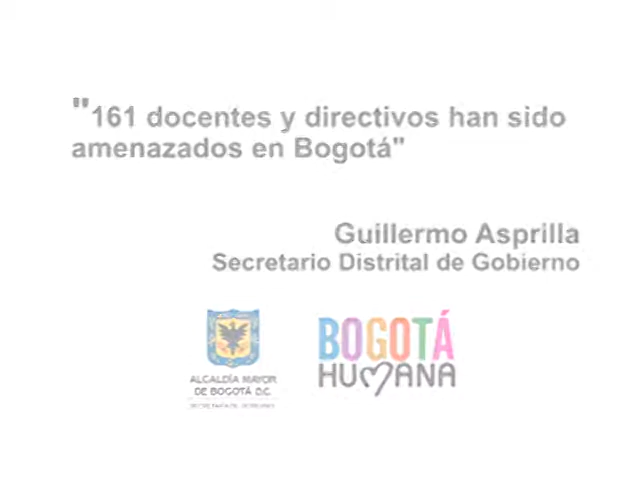 "161 docentes y directivos han sido
amenazados en Bogotá"
Guillermo Asprilla
Secretario Distrital de Gobierno
ALCALDÍA MAYOR
DE BOGOTÁ D.C.
BOGOTÁ
HUMANA